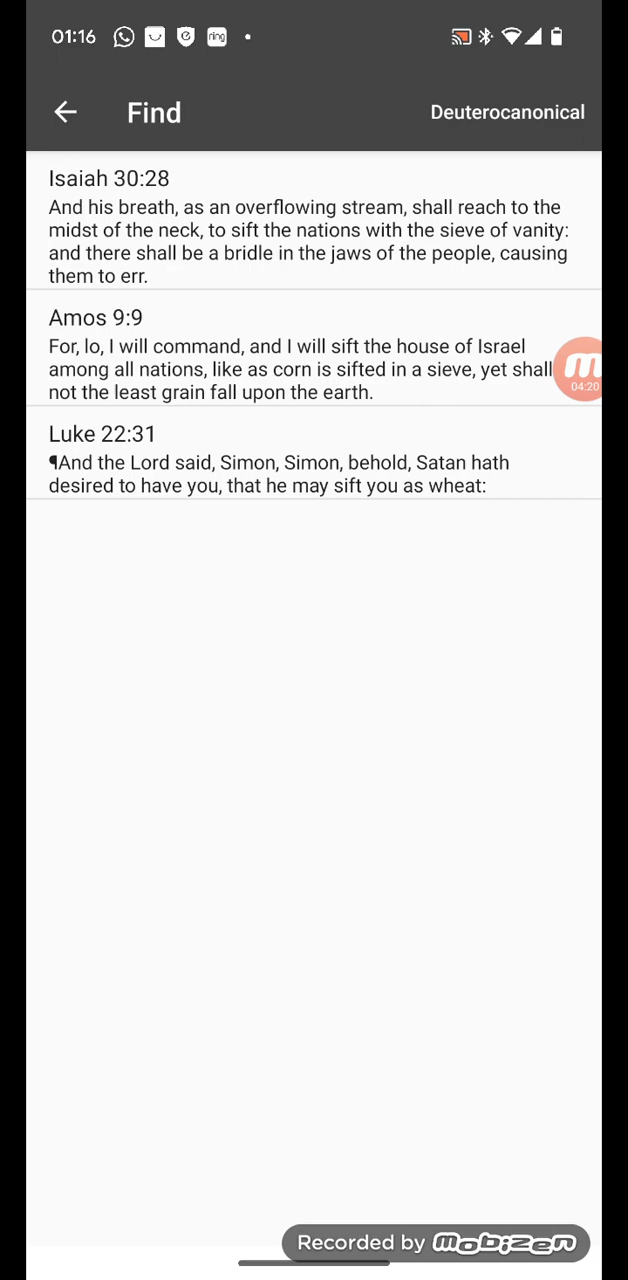 01:16 ring
Find Deuterocanonical
Isaiah 30:28
And his breath, as an overflowing stream, shall reach to the
midst of the neck, to sift the nations with the sieve of vanity:
and there shall be a bridle in the jaws of the people, causing
them to err.
Amos 9:9
For, lo, I will command, and I will sift the house of Israel
among all nations, like as corn is sifted in a sieve, yet shall
not the least grain fall upon the earth.
m
04:20
Luke 22:31
¶And the Lord said, Simon, Simon, behold, Satan hath
desired to have you, that he may sift you as wheat:
Recorded by mobizen